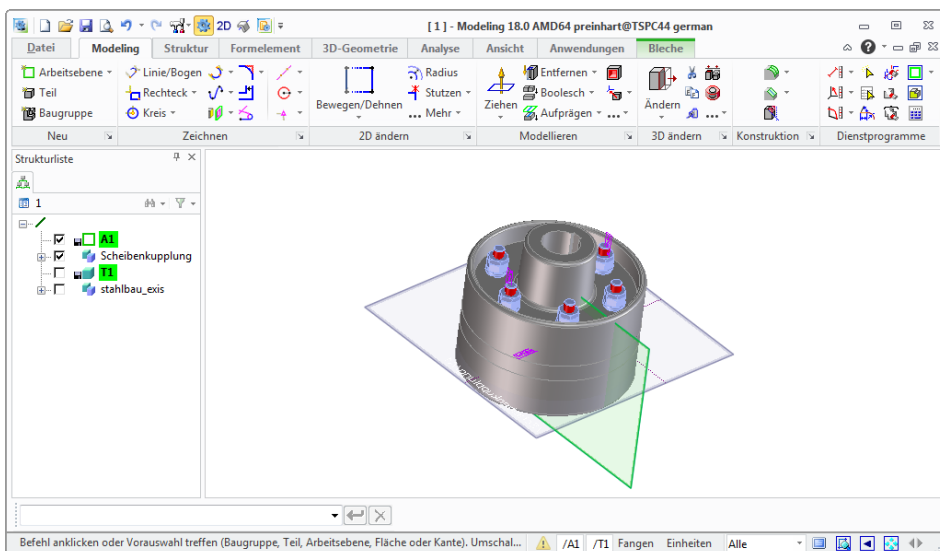 2D
[ 1 ] - Modeling 18.0 AMD64 preinhart@TSPC44 german
Datei Modeling Struktur Formelement 3D-Geometrie Analyse Ansicht Anwendungen Bleche
Arbeitsebene Linie/Bogen Radius Entfernen
Teil Rechteck Stutzen Boolesch
Baugruppe Kreis Bewegen/Dehnen ... Mehr Ziehen Aufprägen ... Ändern ...
Neu Zeichnen 2D ändern Modellieren 3D ändern Konstruktion Dienstprogramme
Strukturliste
1
A1
Scheibenkupplung
T1
stahlbau_exis
Befehl anklicken oder Vorauswahl treffen (Baugruppe, Teil, Arbeitsebene, Fläche oder Kante). Umschal... /A1 /T1 Fangen Einheiten Alle